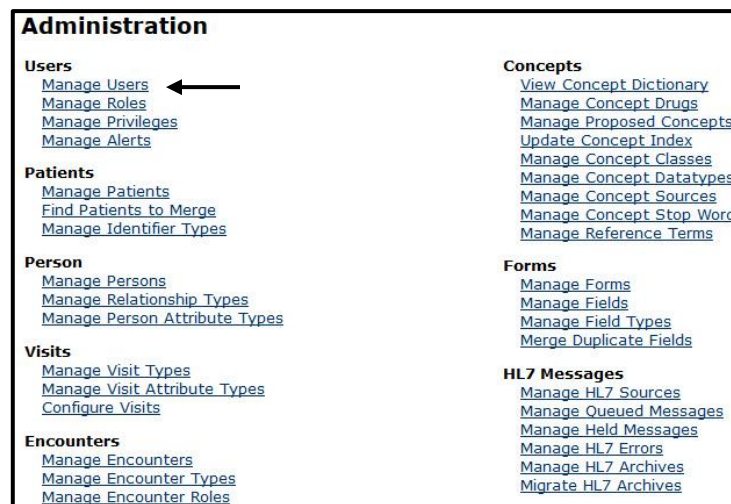 Administration
Users
Manage Users
Manage Roles
Manage Privileges
Manage Alerts
Patients
Manage Patients
Find Patients to Merge
Manage Identifier Types
Person
Manage Persons
Manage Relationship Types
Manage Person Attribute Types
Visits
Manage Visit Types
Manage Visit Attribute Types
Configure Visits
Encounters
Manage Encounters
Manage Encounter Types
Manage Encounter Roles
Concepts
View Concept Dictionary
Manage Concept Drugs
Manage Proposed Concepts
Update Concept Index
Manage Concept Classes
Manage Concept Datatypes
Manage Concept Sources
Manage Concept Stop Word
Manage Reference Terms
Forms
Manage Forms
Manage Fields
Manage Field Types
Merge Duplicate Fields
HL7 Messages
Manage HL7 Sources
Manage Queued Messages
Manage Held Messages
Manage HL7 Errors
Manage HL7 Archives
Migrate HL7 Archives